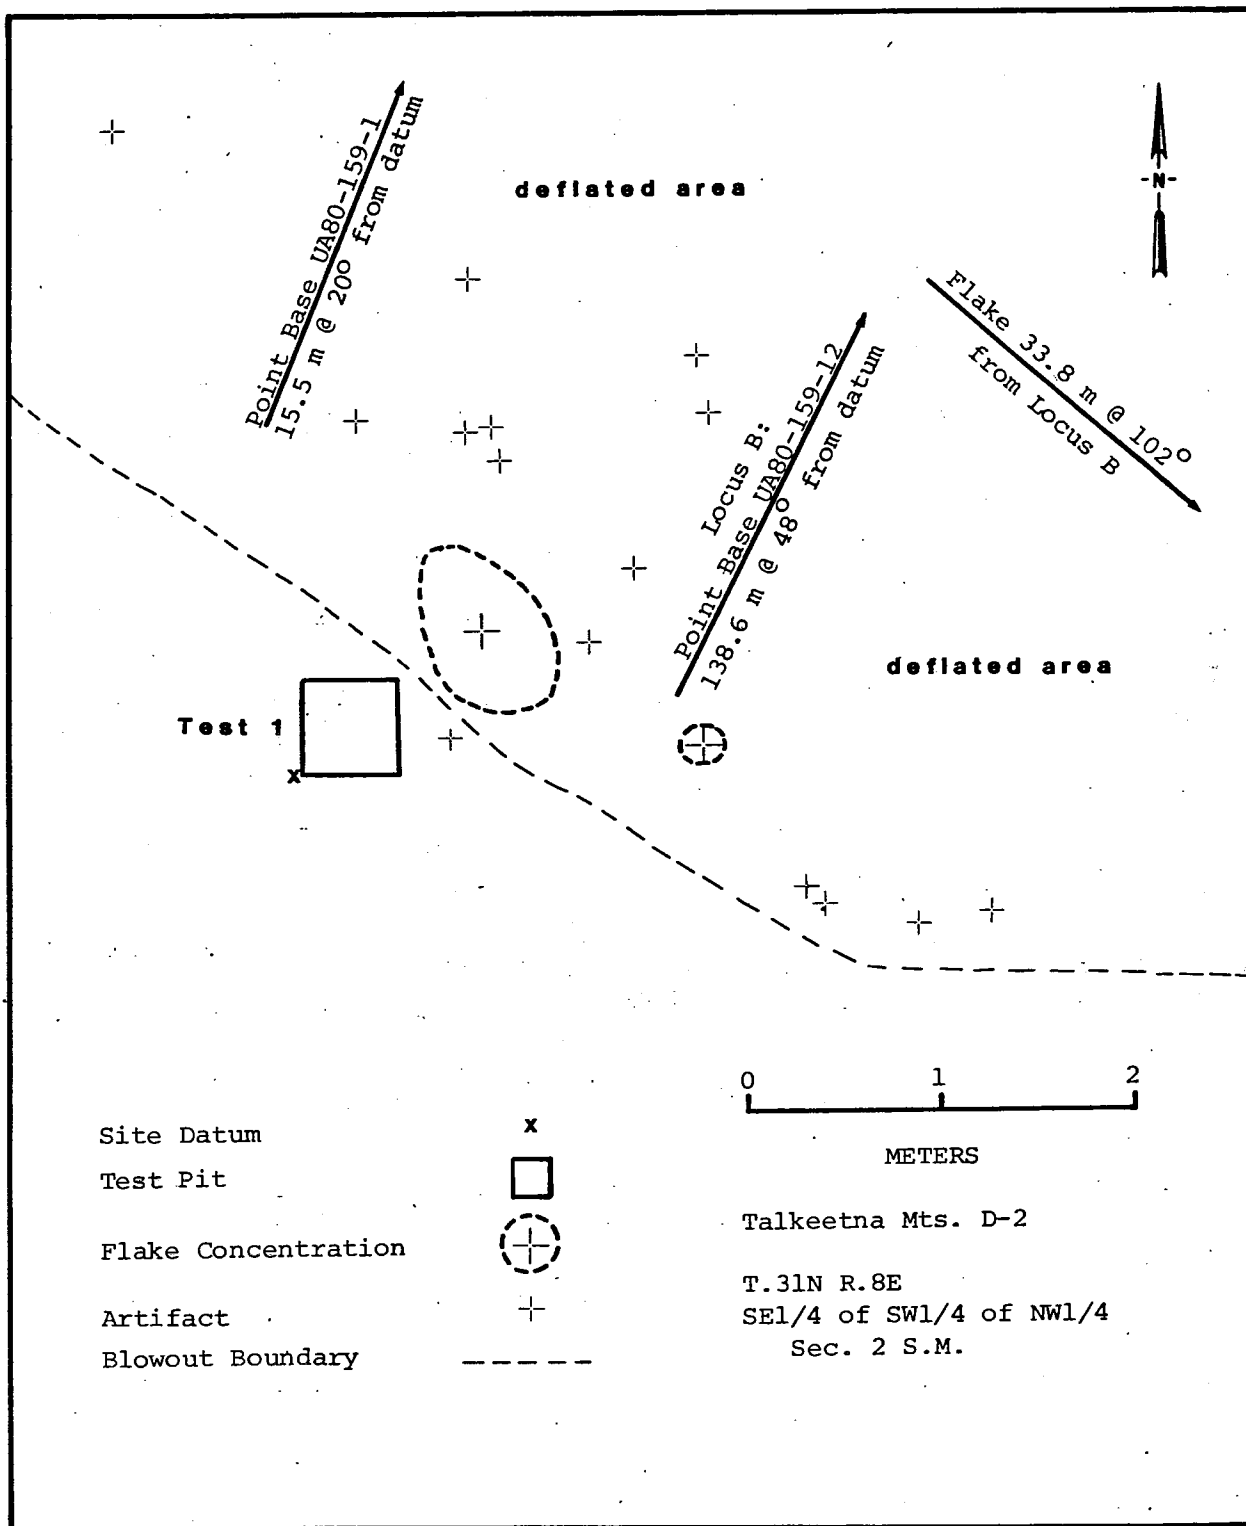 Point Base UA80-159-1
15.5 m @ 20° from datum
deflated area
-N-
Flake 33.8 m @ 102°
from Locus B
Locus B:
Point Base UA80-159-12
138.6 m @ 48° from datum
deflated area
Test 1
x
0 1 2
METERS
Site Datum x
Test Pit
Flake Concentration
Artifact
Blowout Boundary
Talkeetna Mts. D-2
T.31N R.8E
SE1/4 of SW1/4 of NW1/4
Sec. 2 S.M.